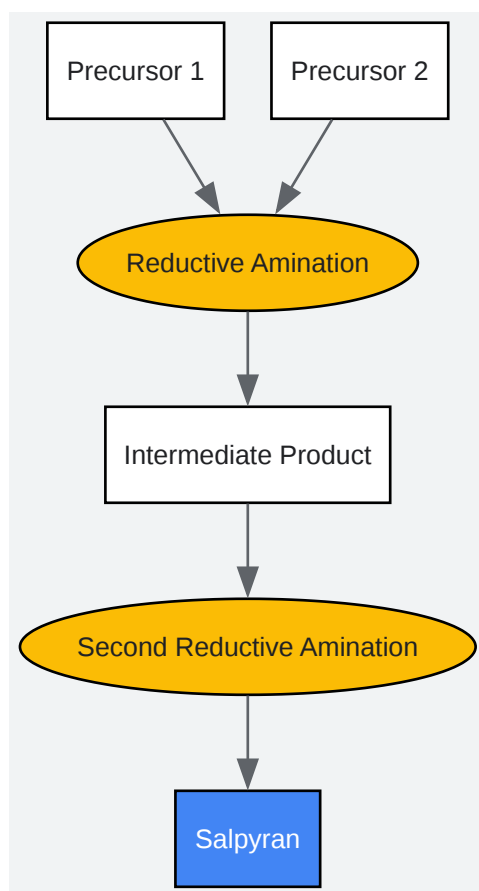 Precursor 1
Precursor 2
Reductive Amination
Intermediate Product
Second Reductive Amination
Salpyran